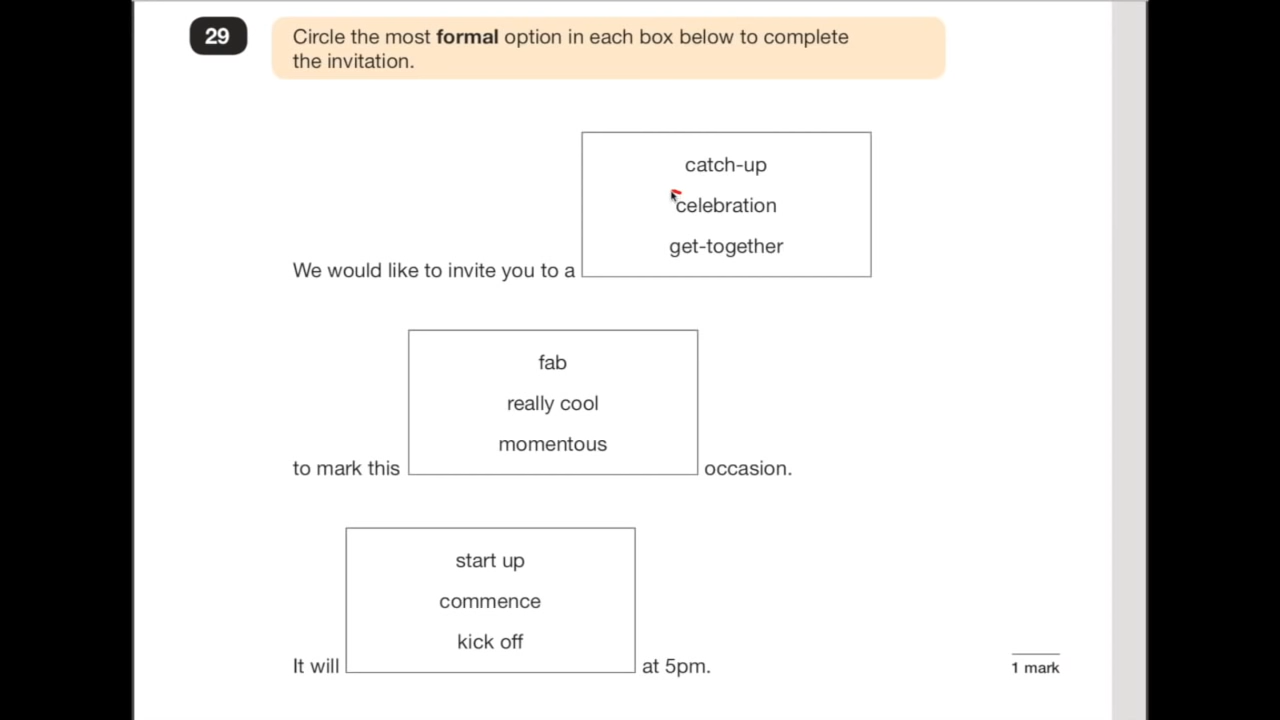 29
Circle the most formal option in each box below to complete
the invitation.
catch-up
celebration
get-together
We would like to invite you to a
fab
really cool
momentous
to mark this
occasion.
start up
commence
kick off
It will
at 5pm.
1 mark